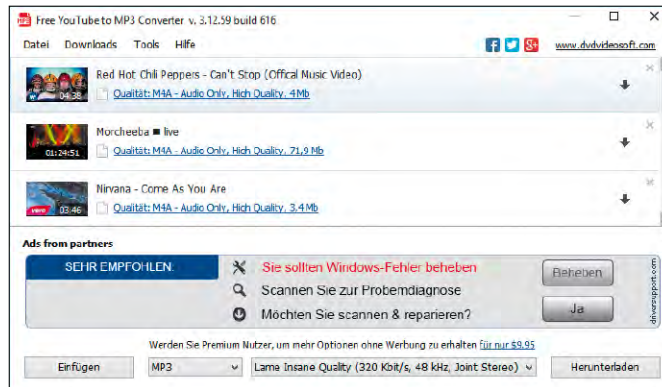 Free YouTube to MP3 Converter v. 3.12.59 build 616
Datei Downloads Tools Hilfe
www.dvdvideosoft.com
Red Hot Chili Peppers - Can't Stop (Offical Music Video)
04:38
Qualität: M4A - Audio Only, High Quality, 4Mb
Morcheeba ■ live
01:24:51
Qualität: M4A - Audio Only, High Quality, 71,9 Mb
Nirvana - Come As You Are
vevo 03:46
Qualität: M4A - Audio Only, High Quality, 3.4Mb
Ads from partners
SEHR EMPFOHLEN.
Sie sollten Windows-Fehler beheben
Beheben
Scannen Sie zur Probemdiagnose
Möchten Sie scannen & reparieren?
Ja
driversupport.com
Werden Sie Premium Nutzer, um mehr Optionen ohne Werbung zu erhalten für nur $9.95
Einfügen MP3 Lame Insane Quality (320 Kbit/s, 48 kHz, Joint Stereo) Herunterladen